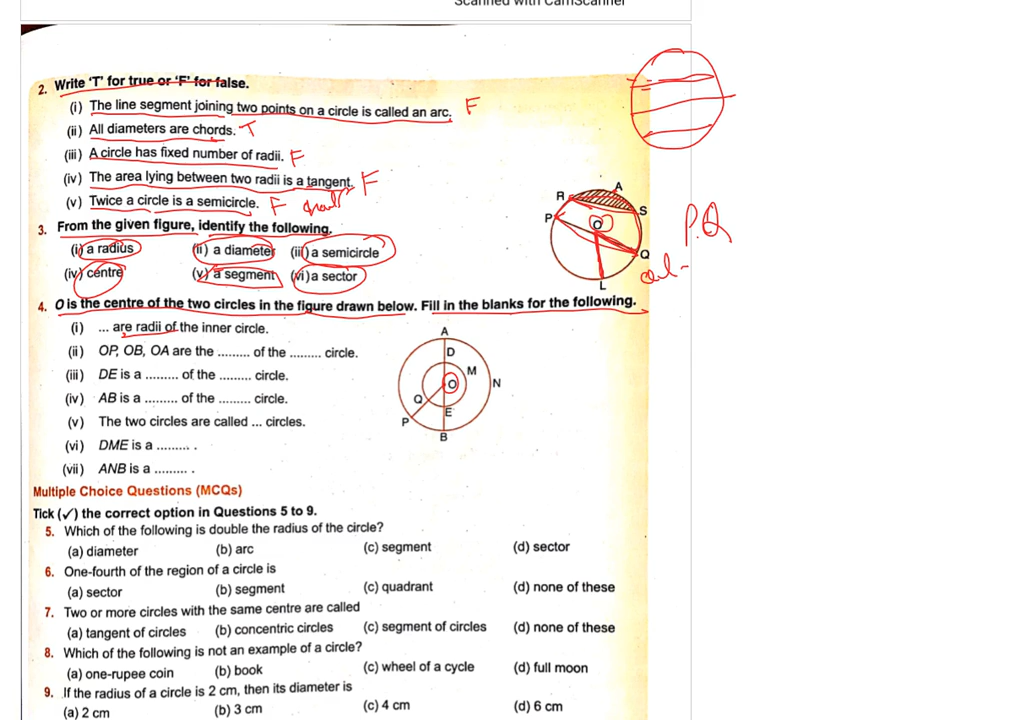 Scanned with CamScanner
2. Write 'T' for true or 'F' for false.
(i) The line segment joining two points on a circle is called an arc. F
(ii) All diameters are chords. T
(iii) A circle has fixed number of radii. F
(iv) The area lying between two radii is a tangent. F
(v) Twice a circle is a semicircle. F
3. From the given figure, identify the following.
(i) a radius (ii) a diameter (iii) a semicircle
(iv) centre (v) a segment (vi) a sector
R A S P O Q L
P.Q
4. O is the centre of the two circles in the figure drawn below. Fill in the blanks for the following.
(i) ... are radii of the inner circle.
(ii) OP, OB, OA are the ......... of the ......... circle.
(iii) DE is a ......... of the ......... circle.
(iv) AB is a ......... of the ......... circle.
(v) The two circles are called ... circles.
(vi) DME is a ......... .
(vii) ANB is a ......... .
A D M O N Q E P B
Multiple Choice Questions (MCQs)
Tick (✓) the correct option in Questions 5 to 9.
5. Which of the following is double the radius of the circle?
(a) diameter (b) arc (c) segment (d) sector
6. One-fourth of the region of a circle is
(a) sector (b) segment (c) quadrant (d) none of these
7. Two or more circles with the same centre are called
(a) tangent of circles (b) concentric circles (c) segment of circles (d) none of these
8. Which of the following is not an example of a circle?
(a) one-rupee coin (b) book (c) wheel of a cycle (d) full moon
9. If the radius of a circle is 2 cm, then its diameter is
(a) 2 cm (b) 3 cm (c) 4 cm (d) 6 cm